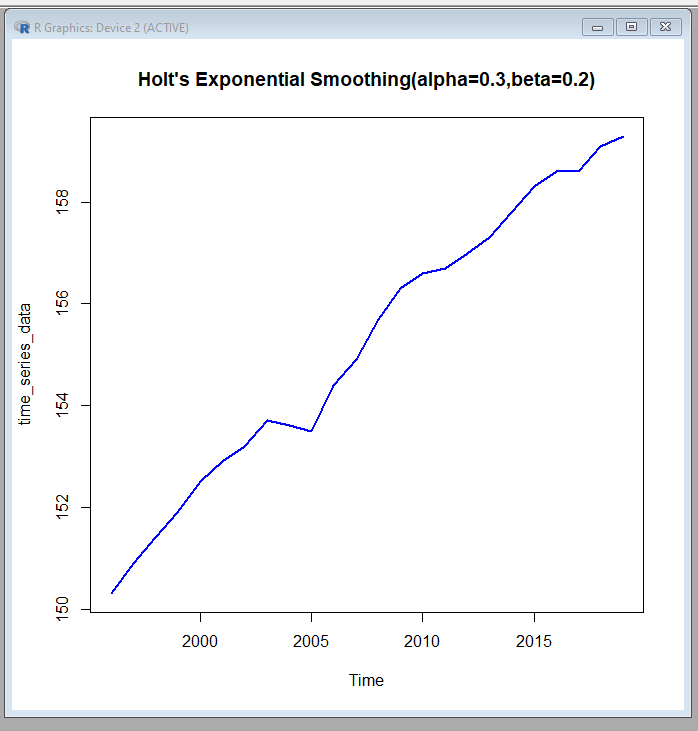 R Graphics: Device 2 (ACTIVE)
Holt's Exponential Smoothing(alpha=0.3,beta=0.2)
158
156
154
152
150
time_series_data
2000 2005 2010 2015
Time